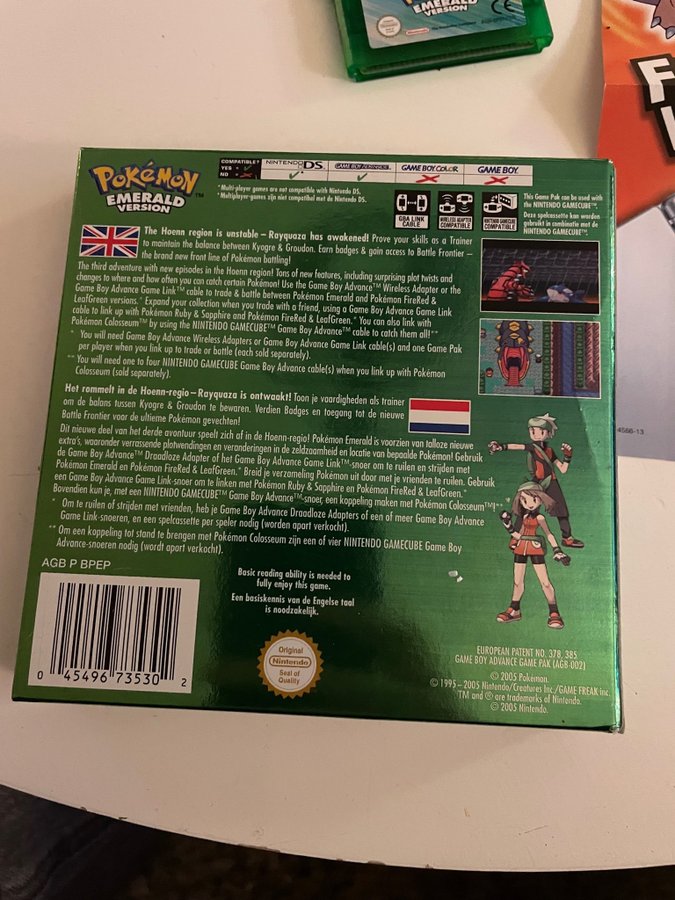 EMERALD
VERSION
CE
4566-13
COMPATIBLE?
YES = ✓
NO = ✗
NINTENDO DS
GAME BOY ADVANCE
GAME BOY COLOR
GAME BOY
*Multi-player games are not compatible with Nintendo DS.
*Multiplayer-games zijn niet compatibel met de Nintendo DS.
POKéMON™
EMERALD
VERSION
GBA LINK
CABLE
WIRELESS ADAPTER
COMPATIBLE
NINTENDO GAMECUBE
COMPATIBLE
This Game Pak can be used with
the NINTENDO GAMECUBE™.
Deze spelcassette kan worden
gebruikt in combinatie met de
NINTENDO GAMECUBE™.
The Hoenn region is unstable – Rayquaza has awakened! Prove your skills as a Trainer
to maintain the balance between Kyogre & Groudon. Earn badges & gain access to Battle Frontier –
the brand new front line of Pokémon battling!
The third adventure with new episodes in the Hoenn region! Tons of new features, including surprising plot twists and
changes to where and how often you can catch certain Pokémon! Use the Game Boy Advance™ Wireless Adapter or the
Game Boy Advance Game Link™ cable to trade & battle between Pokémon Emerald and Pokémon FireRed &
LeafGreen versions.* Expand your collection when you trade with a friend, using a Game Boy Advance Game Link
cable to link up with Pokémon Ruby & Sapphire and Pokémon FireRed & LeafGreen.* You can also link with
Pokémon Colosseum™ by using the NINTENDO GAMECUBE™ Game Boy Advance™ cable to catch them all!**
* You will need Game Boy Advance Wireless Adapters or Game Boy Advance Game Link cable(s) and one Game Pak
per player when you link up to trade or battle (each sold separately).
** You will need one to four NINTENDO GAMECUBE Game Boy Advance cable(s) when you link up with Pokémon
Colosseum (sold separately).
Het rommelt in de Hoenn-regio – Rayquaza is ontwaakt! Toon je vaardigheden als trainer
om de balans tussen Kyogre & Groudon te bewaren. Verdien Badges en toegang tot de nieuwe
Battle Frontier voor de ultieme Pokémon gevechten!
Dit nieuwe deel van het derde avontuur speelt zich af in de Hoenn-regio! Pokémon Emerald is voorzien van talloze nieuwe
extra's, waaronder verrassende plotwendingen en veranderingen in de zeldzaamheid en locatie van bepaalde Pokémon! Gebruik
de Game Boy Advance™ Draadloze Adapter of het Game Boy Advance Game Link™-snoer om te ruilen en strijden met
Pokémon Emerald en Pokémon FireRed & LeafGreen.* Breid je verzameling Pokémon uit door met je vrienden te ruilen. Gebruik
een Game Boy Advance Game Link-snoer om te linken met Pokémon Ruby & Sapphire en Pokémon FireRed & LeafGreen.*
Bovendien kun je, met een NINTENDO GAMECUBE™ Game Boy Advance™-snoer, een koppeling maken met Pokémon Colosseum™!**
* Om te ruilen of strijden met vrienden, heb je Game Boy Advance Draadloze Adapters of een of meer Game Boy Advance
Game Link-snoeren, en een spelcassette per speler nodig (worden apart verkocht).
** Om een koppeling tot stand te brengen met Pokémon Colosseum zijn een of vier NINTENDO GAMECUBE Game Boy
Advance-snoeren nodig (wordt apart verkocht).
AGB P BPEP
Basic reading ability is needed to
fully enjoy this game.
Een basiskennis van de Engelse taal
is noodzakelijk.
0 45496 73530 2
Original
Nintendo
Seal of
Quality
EUROPEAN PATENT NO. 378, 385
GAME BOY ADVANCE GAME PAK (AGB-002)
© 2005 Pokémon.
© 1995 - 2005 Nintendo/Creatures Inc./GAME FREAK inc.
™ and ® are trademarks of Nintendo.
© 2005 Nintendo.